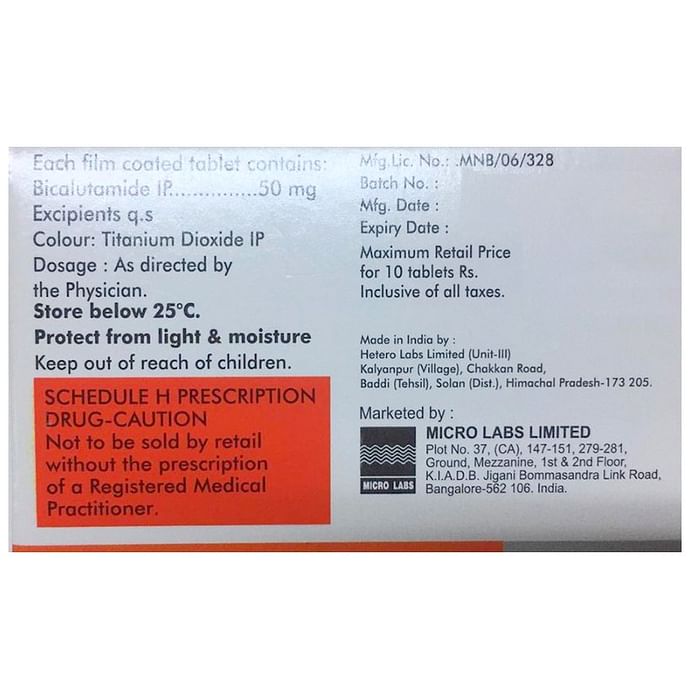 Each film coated tablet contains:
Bicalutamide IP...............50 mg
Excipients q.s
Colour: Titanium Dioxide IP
Dosage : As directed by
the Physician.
Store below 25°C.
Protect from light & moisture
Keep out of reach of children.
SCHEDULE H PRESCRIPTION
DRUG-CAUTION
Not to be sold by retail
without the prescription
of a Registered Medical
Practitioner.
Mfg.Lic. No.: MNB/06/328
Batch No. :
Mfg. Date :
Expiry Date :
Maximum Retail Price
for 10 tablets Rs.
Inclusive of all taxes.
Made in India by :
Hetero Labs Limited (Unit-III)
Kalyanpur (Village), Chakkan Road,
Baddi (Tehsil), Solan (Dist.), Himachal Pradesh-173 205.
Marketed by :
MICRO LABS LIMITED
Plot No. 37, (CA), 147-151, 279-281,
Ground, Mezzanine, 1st & 2nd Floor,
K.I.A.D.B. Jigani Bommasandra Link Road,
Bangalore-562 106. India.
MICRO LABS